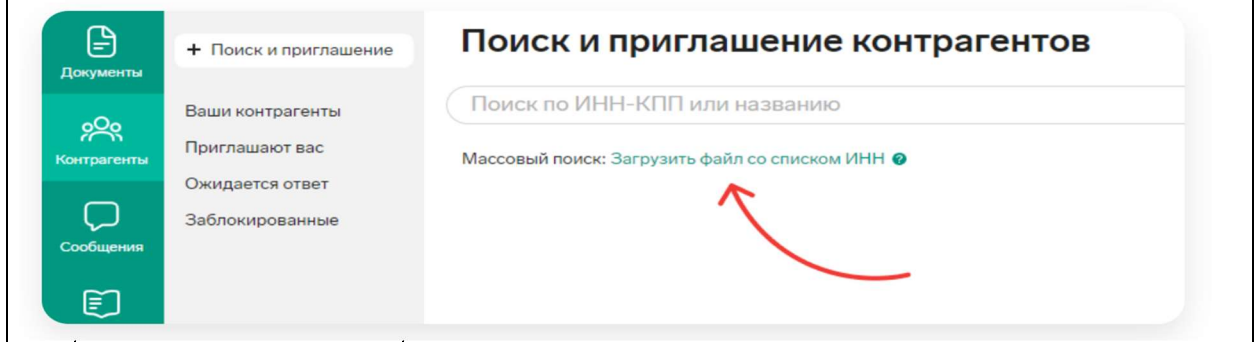 Документы
Контрагенты
Сообщения
+ Поиск и приглашение
Ваши контрагенты
Приглашают вас
Ожидается ответ
Заблокированные
Поиск и приглашение контрагентов
Поиск по ИНН-КПП или названию
Массовый поиск: Загрузить файл со списком ИНН ?